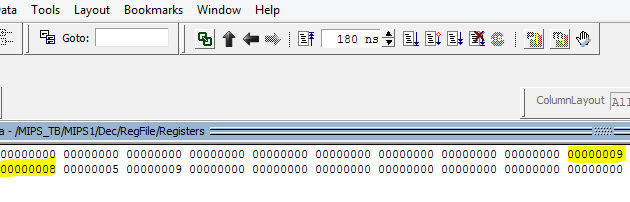 ata Tools Layout Bookmarks Window Help
Goto: 180 ns
ColumnLayout All
a - /MIPS_TB/MIPS1/Dec/RegFile/Registers
00000000 00000000 00000000 00000000 00000000 00000000 00000000 00000000 00000000 00000009
00000008 00000005 00000009 00000000 00000000 00000000 00000000 00000000 00000000 00000000